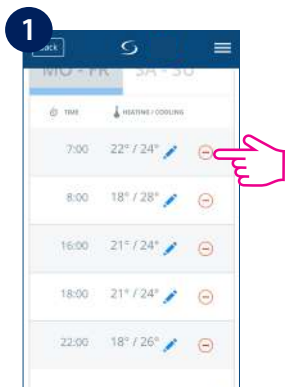 1
Back
MO - FR SA - SU
TIME HEATING / COOLING
7:00 22° / 24°
8:00 18° / 28°
16:00 21° / 24°
18:00 21° / 24°
22:00 18° / 26°